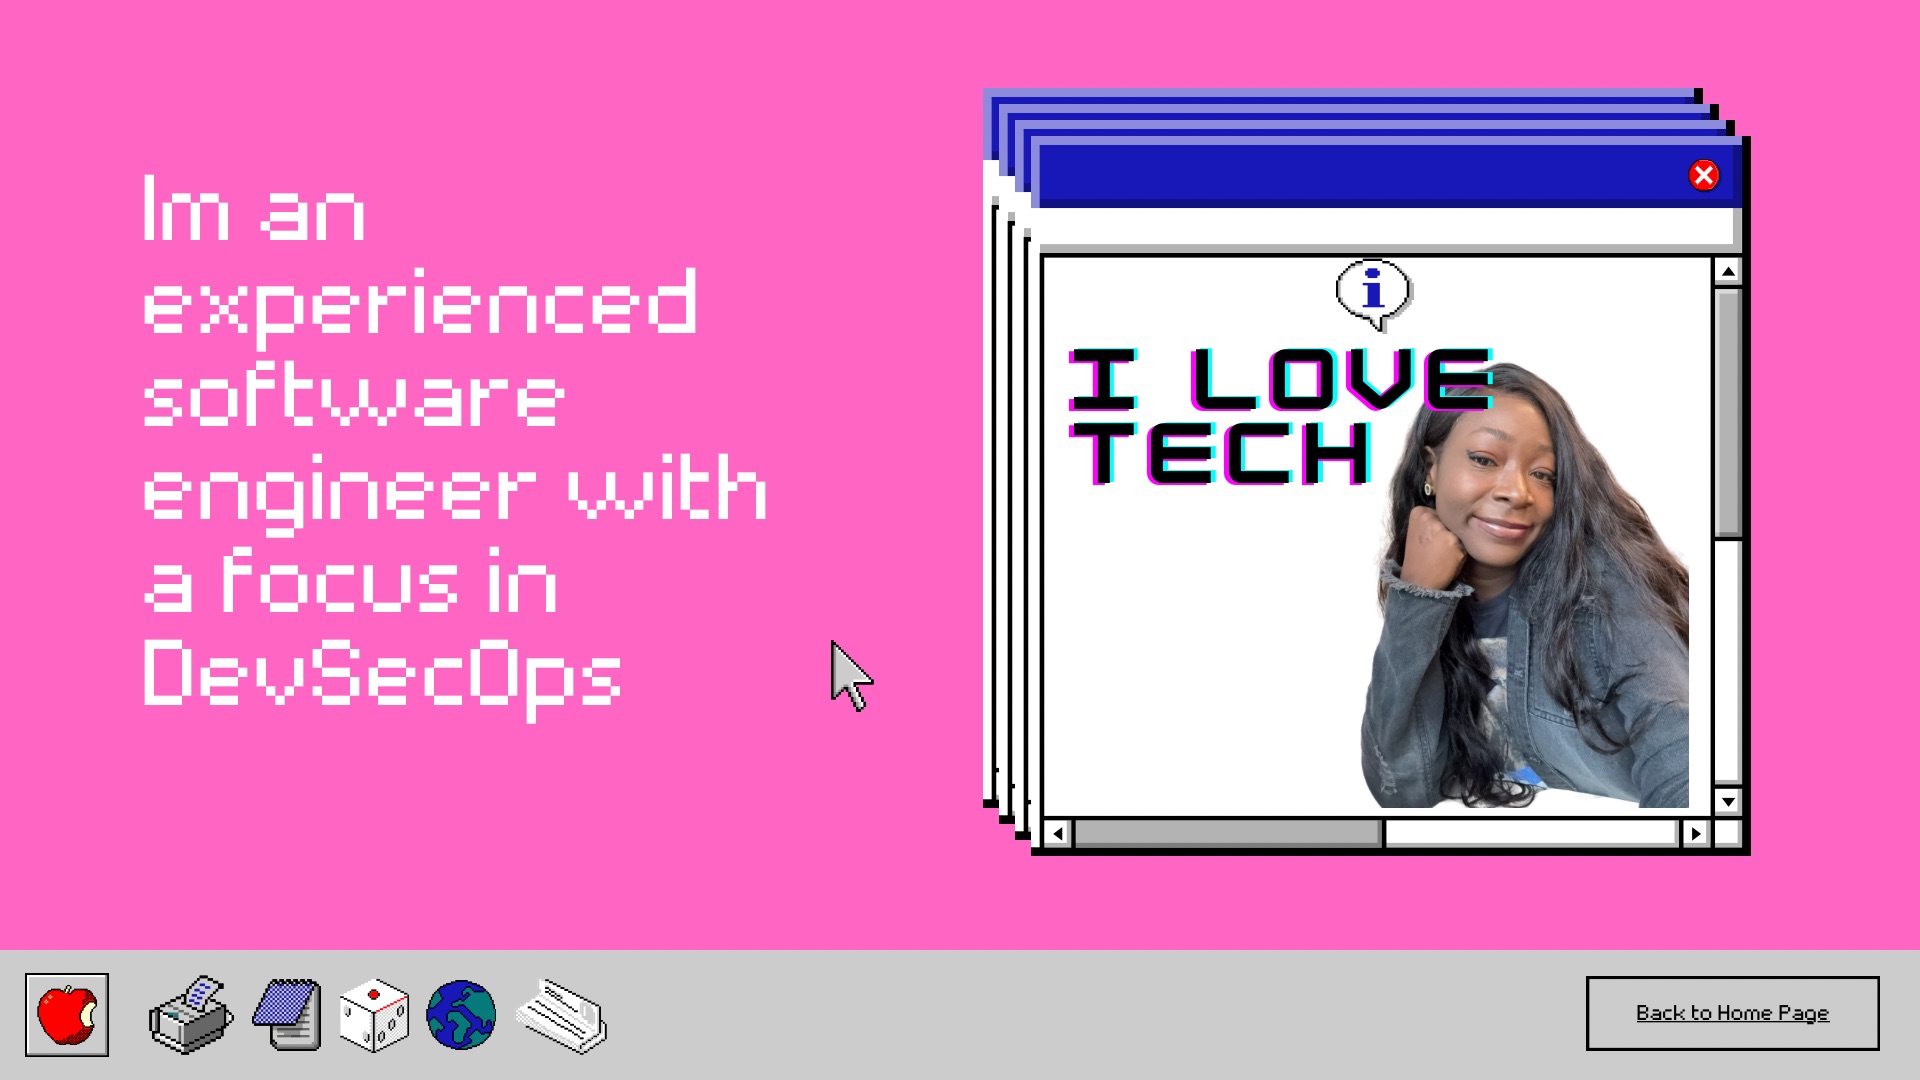 Im an
experienced
software
engineer with
a focus in
DevSecOps
i
I LOVE
TECH
Back to Home Page